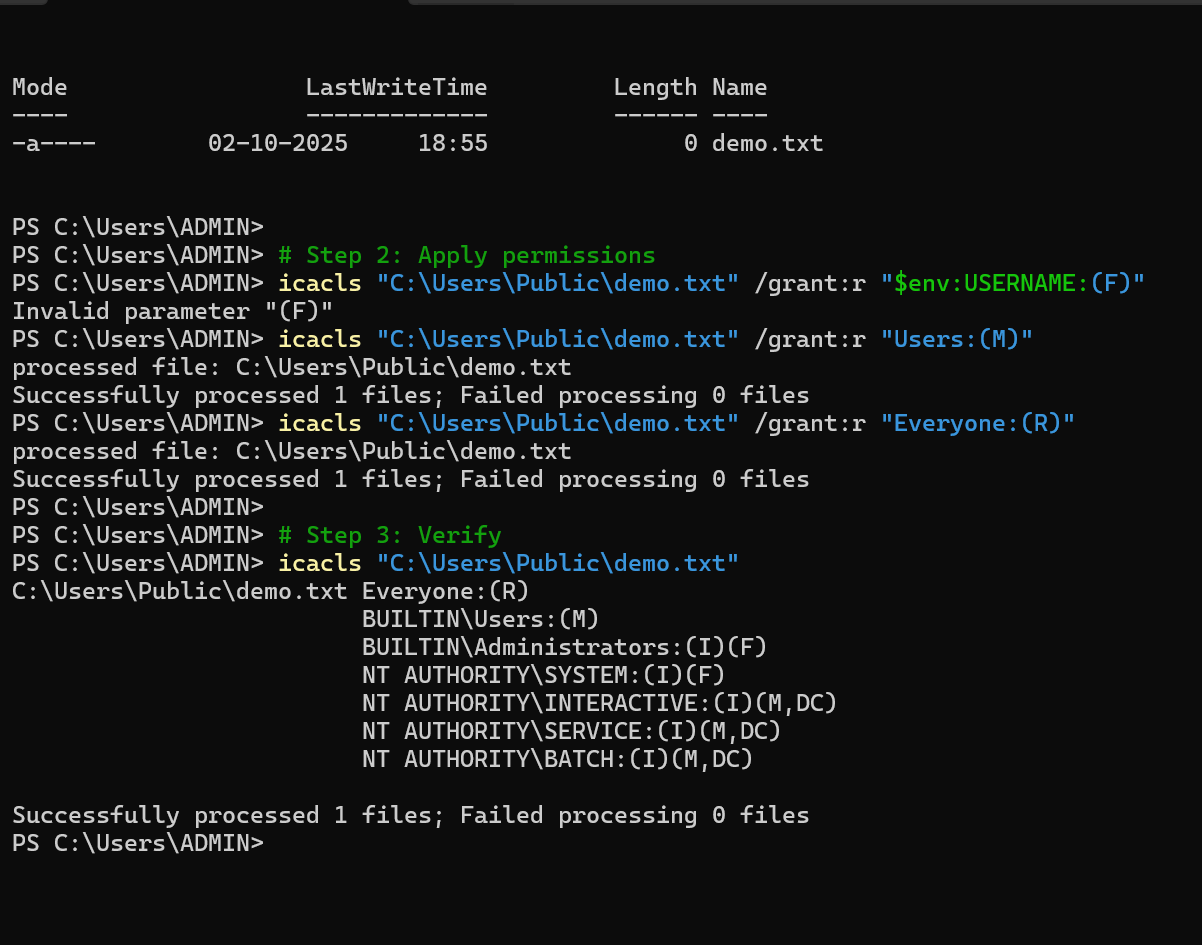 Mode                 LastWriteTime         Length Name
----                 -------------         ------ ----
-a----        02-10-2025     18:55              0 demo.txt
PS C:\Users\ADMIN>
PS C:\Users\ADMIN> # Step 2: Apply permissions
PS C:\Users\ADMIN> icacls "C:\Users\Public\demo.txt" /grant:r "$env:USERNAME:(F)"
Invalid parameter "(F)"
PS C:\Users\ADMIN> icacls "C:\Users\Public\demo.txt" /grant:r "Users:(M)"
processed file: C:\Users\Public\demo.txt
Successfully processed 1 files; Failed processing 0 files
PS C:\Users\ADMIN> icacls "C:\Users\Public\demo.txt" /grant:r "Everyone:(R)"
processed file: C:\Users\Public\demo.txt
Successfully processed 1 files; Failed processing 0 files
PS C:\Users\ADMIN>
PS C:\Users\ADMIN> # Step 3: Verify
PS C:\Users\ADMIN> icacls "C:\Users\Public\demo.txt"
C:\Users\Public\demo.txt Everyone:(R)
                         BUILTIN\Users:(M)
                         BUILTIN\Administrators:(I)(F)
                         NT AUTHORITY\SYSTEM:(I)(F)
                         NT AUTHORITY\INTERACTIVE:(I)(M,DC)
                         NT AUTHORITY\SERVICE:(I)(M,DC)
                         NT AUTHORITY\BATCH:(I)(M,DC)
Successfully processed 1 files; Failed processing 0 files
PS C:\Users\ADMIN>